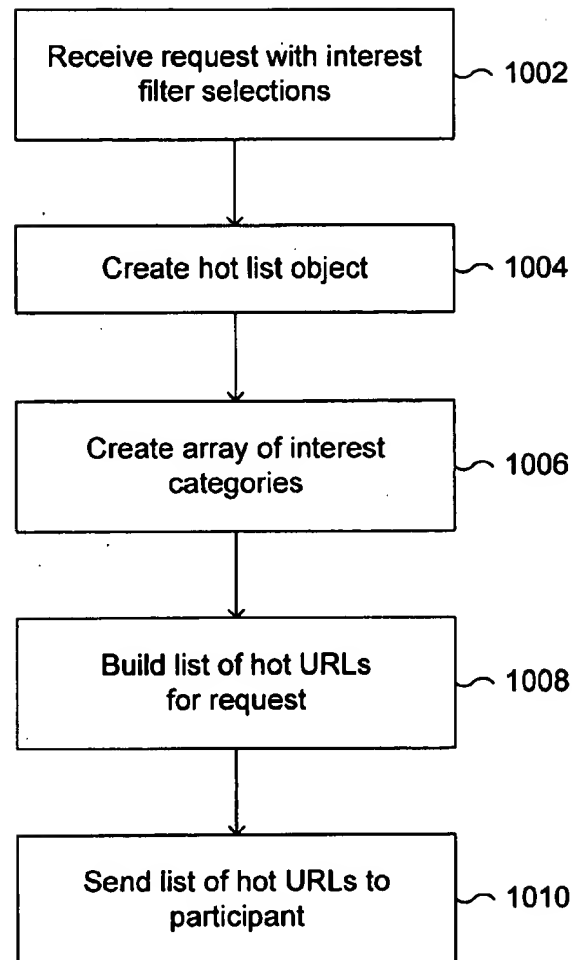 Receive request with interest
filter selections
1002
Create hot list object
1004
Create array of interest
categories
1006
Build list of hot URLs
for request
1008
Send list of hot URLs to
participant
1010